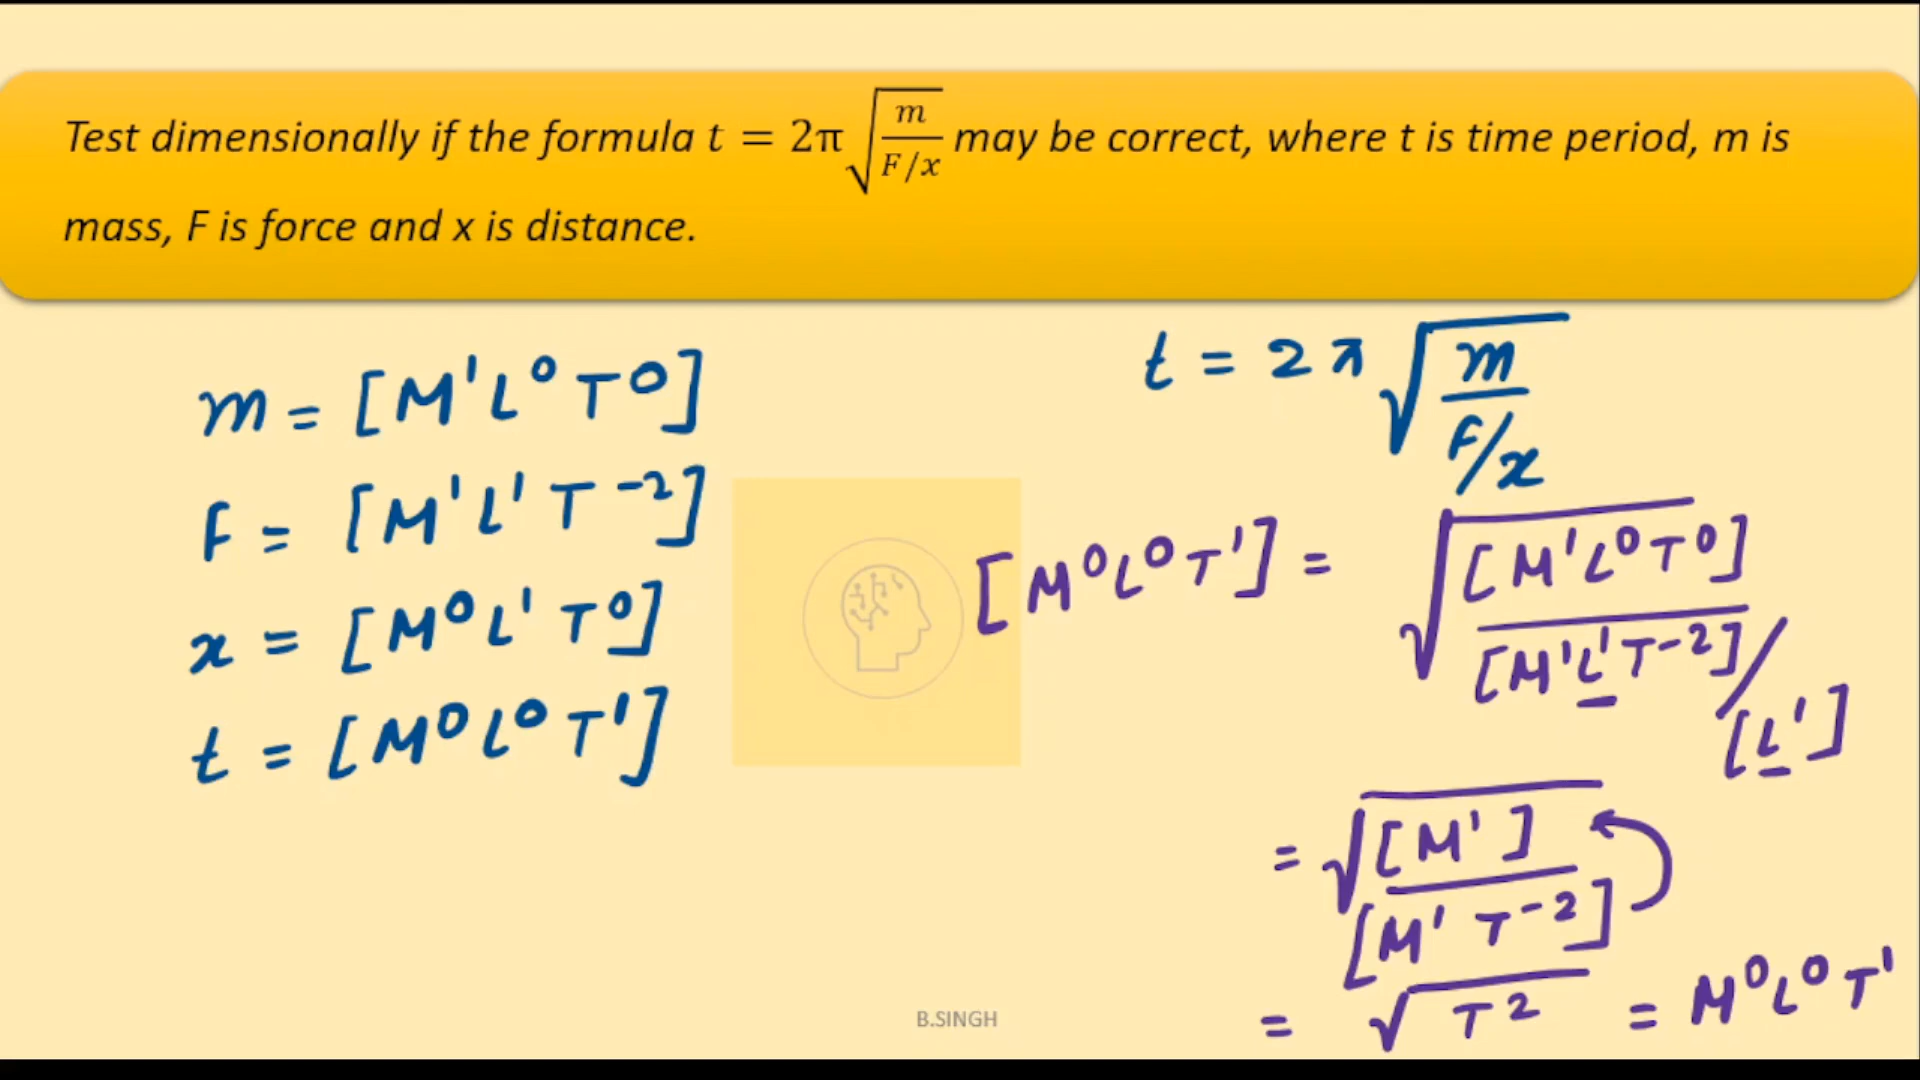 Test dimensionally if the formula t = 2π√(m/(F/x)) may be correct, where t is time period, m is
mass, F is force and x is distance.
m = [M¹L⁰T⁰]
F = [M¹L¹T⁻²]
x = [M⁰L¹T⁰]
t = [M⁰L⁰T¹]
t = 2π√(m/(F/x))
[M⁰L⁰T¹] = √([M¹L⁰T⁰]/([M¹L¹T⁻²]/[L¹]))
= √([M¹]/[M¹T⁻²])
= √T² = M⁰L⁰T¹
B.SINGH